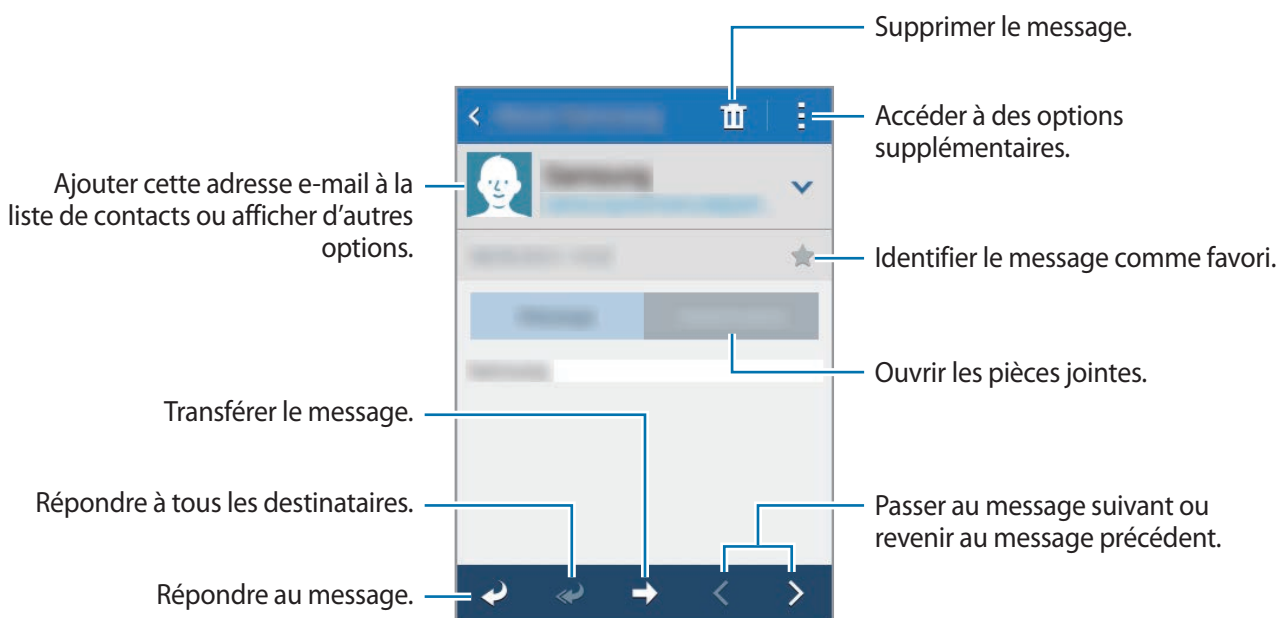 Supprimer le message.
Accéder à des options
supplémentaires.
Ajouter cette adresse e-mail à la
liste de contacts ou afficher d’autres
options.
Identifier le message comme favori.
Ouvrir les pièces jointes.
Transférer le message.
Répondre à tous les destinataires.
Passer au message suivant ou
revenir au message précédent.
Répondre au message.